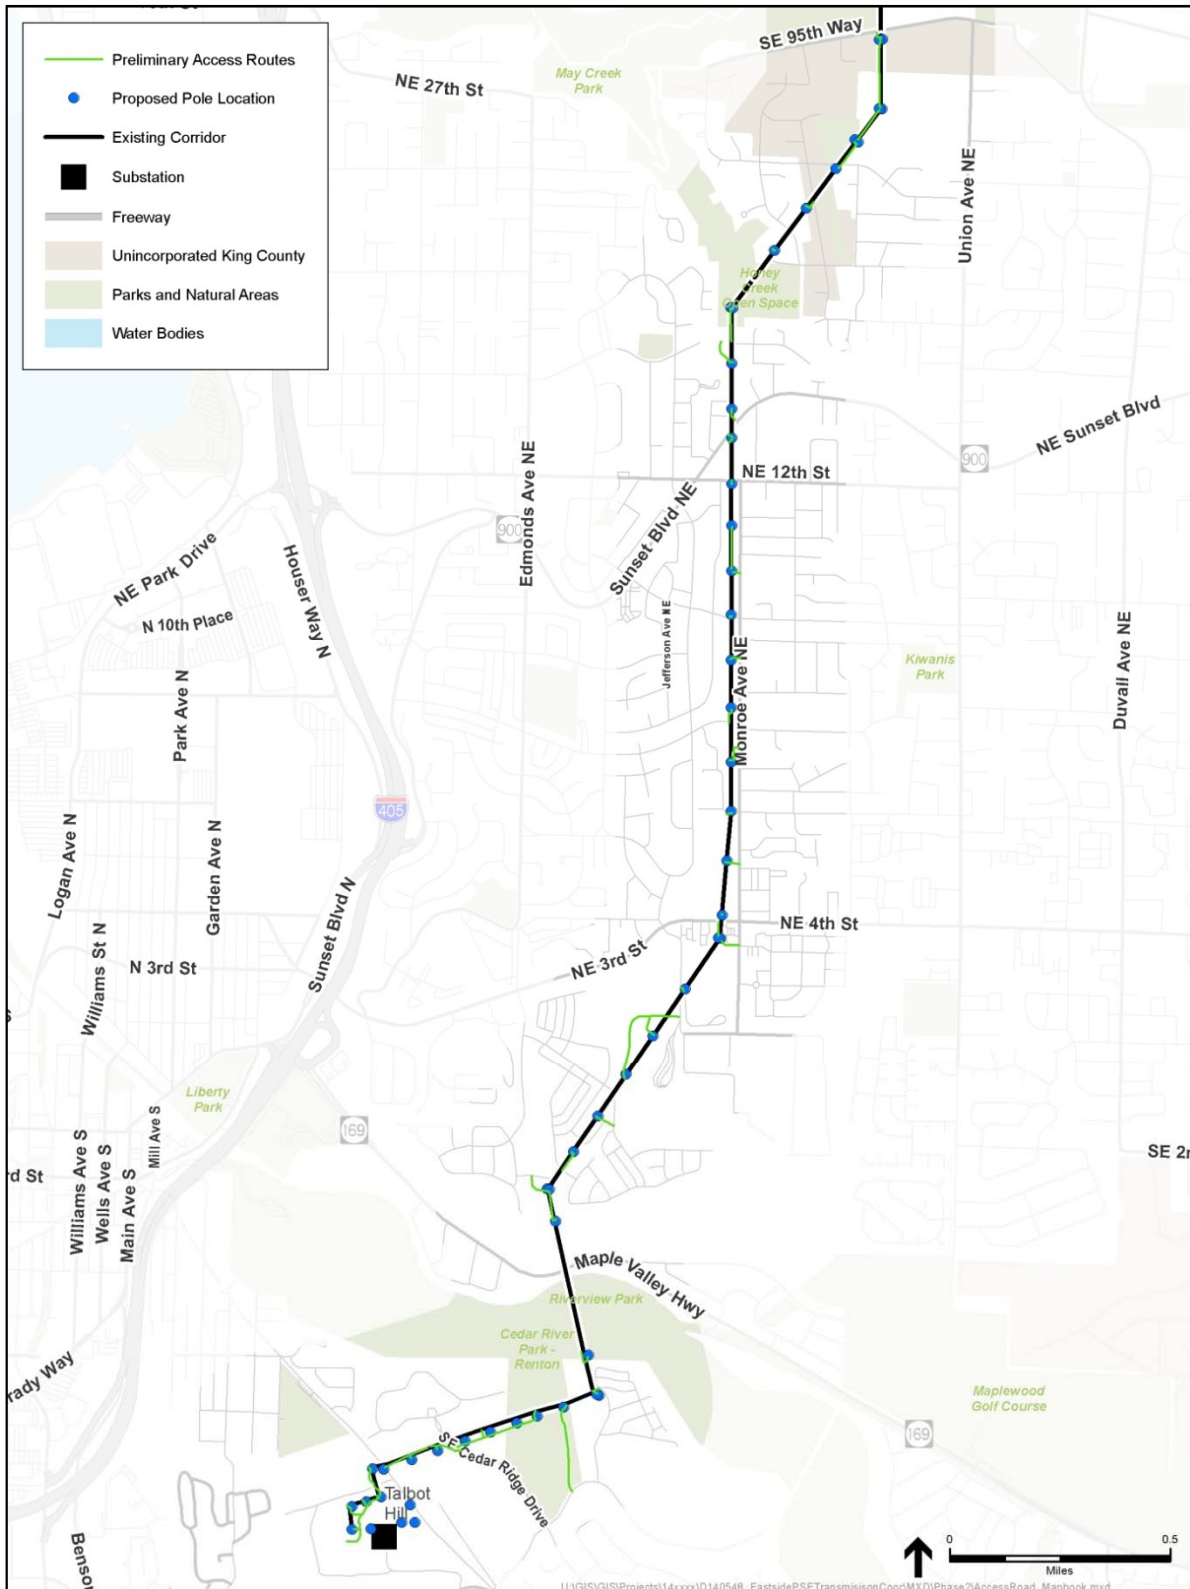 Preliminary Access Routes
Proposed Pole Location
Existing Corridor
Substation
Freeway
Unincorporated King County
Parks and Natural Areas
Water Bodies
SE 95th Way
NE 27th St
May Creek
Park
Union Ave NE
Honey
Creek
Open Space
NE Sunset Blvd
900
NE 12th St
Edmonds Ave NE
900
Sunset Blvd NE
NE Park Drive
Houser Way N
N 10th Place
Jefferson Ave NE
Monroe Ave NE
Kiwanis
Park
Duvall Ave NE
Park Ave N
405
Logan Ave N
Garden Ave N
Sunset Blvd N
NE 4th St
Williams St N
N 3rd St
NE 3rd St
Liberty
Park
169
Mill Ave S
rd St
SE 2
Williams Ave S
Wells Ave S
Main Ave S
Maple Valley Hwy
Riverview Park
Cedar River
Park -
Renton
rady Way
Maplewood
Golf Course
169
SE Cedar Ridge Drive
Talbot
Hill
Benso
0 0.5
Miles